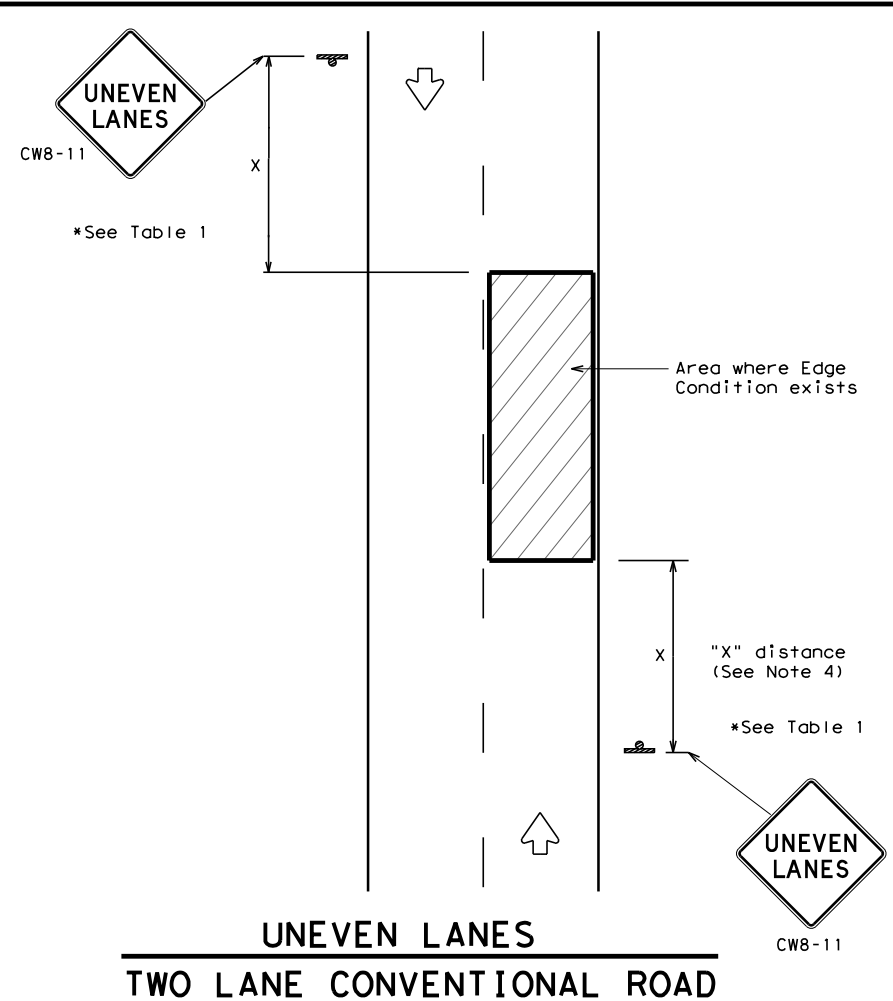 UNEVEN
LANES
CW8-11
X
*See Table 1
Area where Edge
Condition exists
X
"X" distance
(See Note 4)
*See Table 1
UNEVEN
LANES
CW8-11
UNEVEN LANES
TWO LANE CONVENTIONAL ROAD